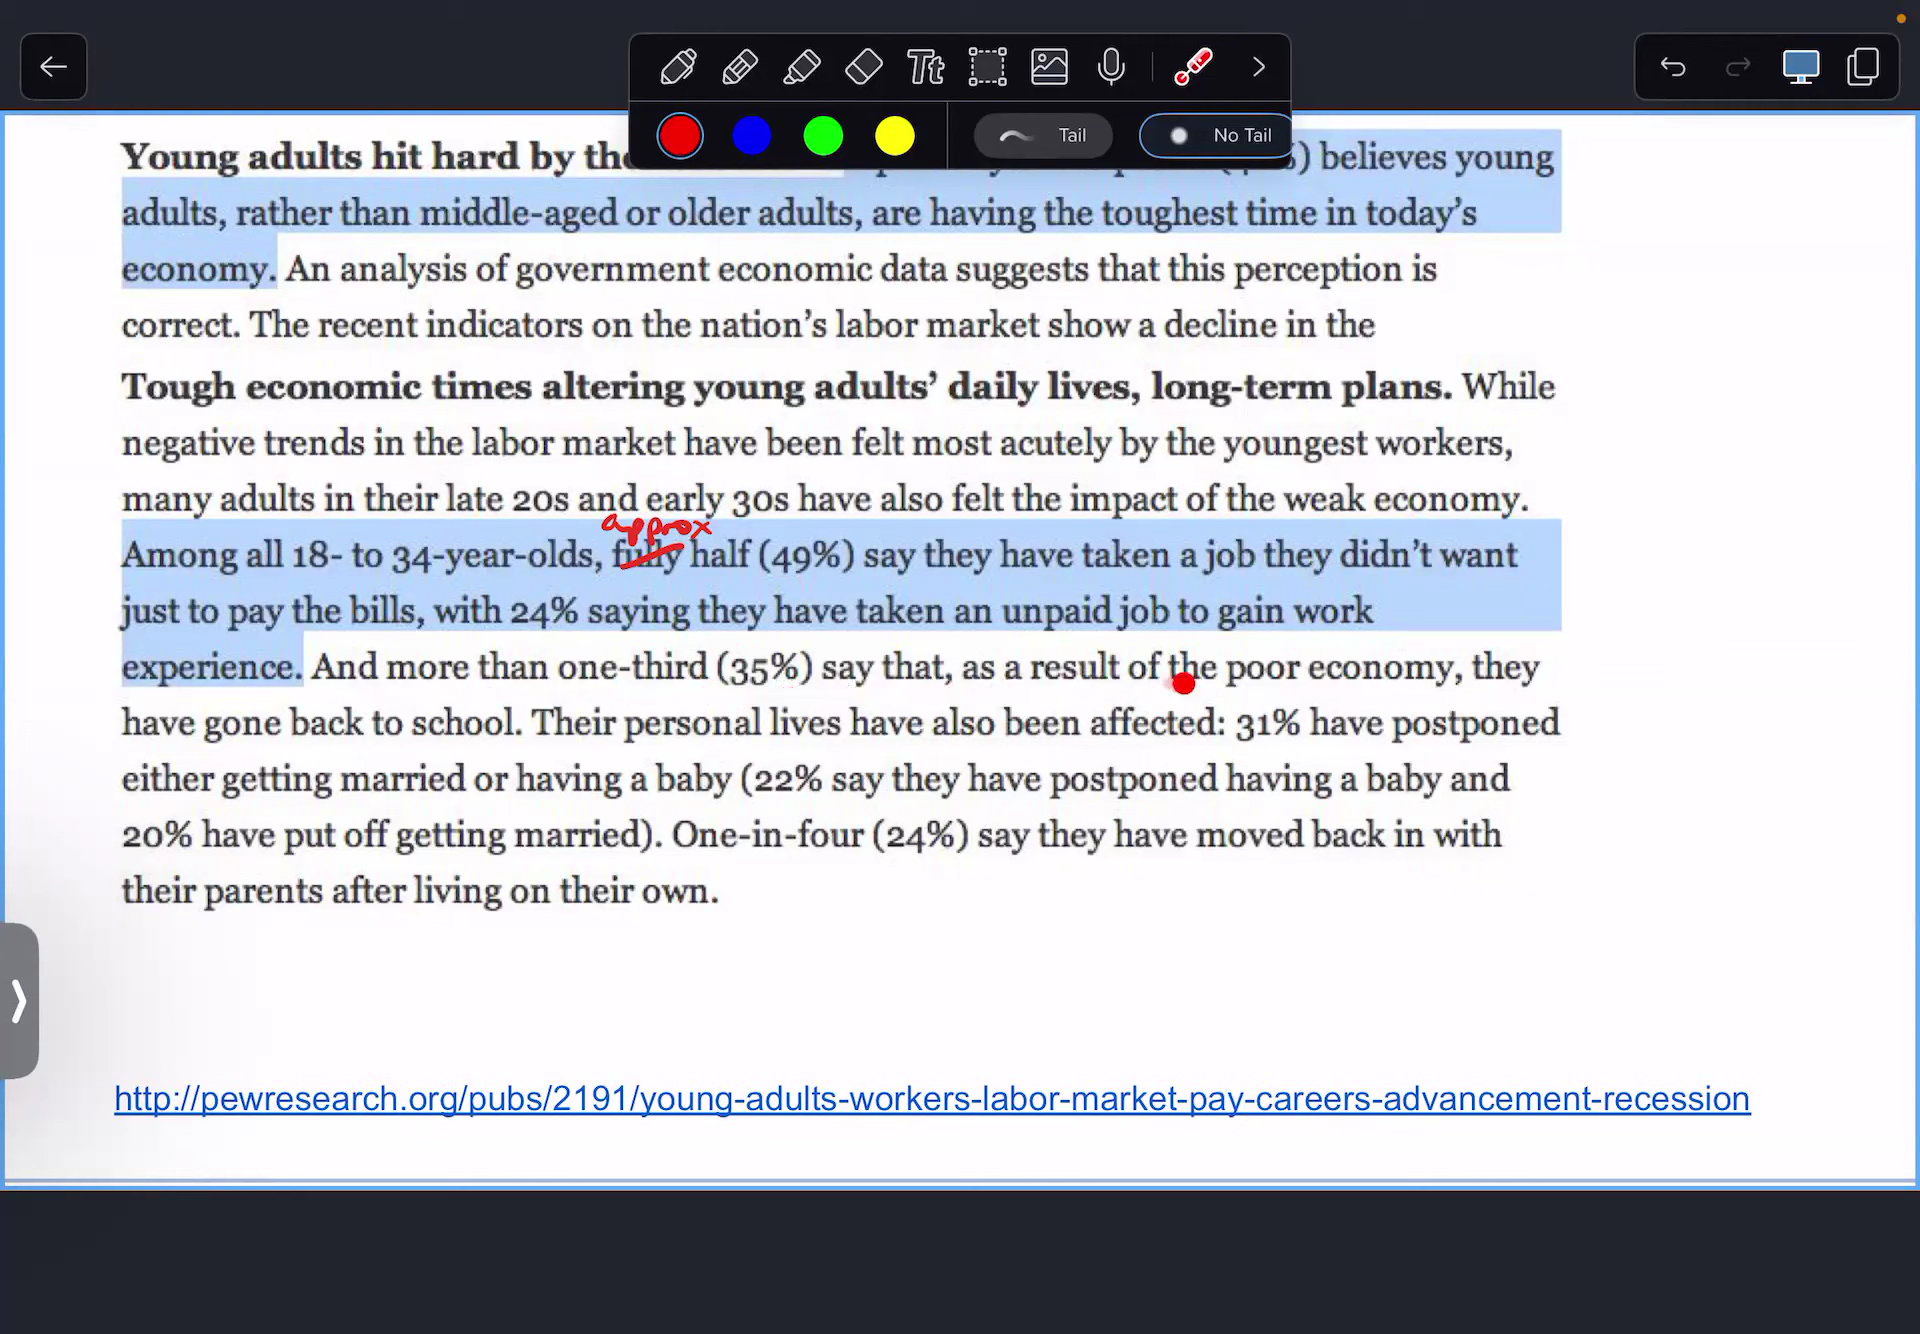 Tt
Tail
No Tail
Young adults hit hard by the
) believes young
adults, rather than middle-aged or older adults, are having the toughest time in today’s
economy. An analysis of government economic data suggests that this perception is
correct. The recent indicators on the nation’s labor market show a decline in the
Tough economic times altering young adults’ daily lives, long-term plans. While
negative trends in the labor market have been felt most acutely by the youngest workers,
many adults in their late 20s and early 30s have also felt the impact of the weak economy.
approx
Among all 18- to 34-year-olds, fully half (49%) say they have taken a job they didn’t want
just to pay the bills, with 24% saying they have taken an unpaid job to gain work
experience. And more than one-third (35%) say that, as a result of the poor economy, they
have gone back to school. Their personal lives have also been affected: 31% have postponed
either getting married or having a baby (22% say they have postponed having a baby and
20% have put off getting married). One-in-four (24%) say they have moved back in with
their parents after living on their own.
http://pewresearch.org/pubs/2191/young-adults-workers-labor-market-pay-careers-advancement-recession